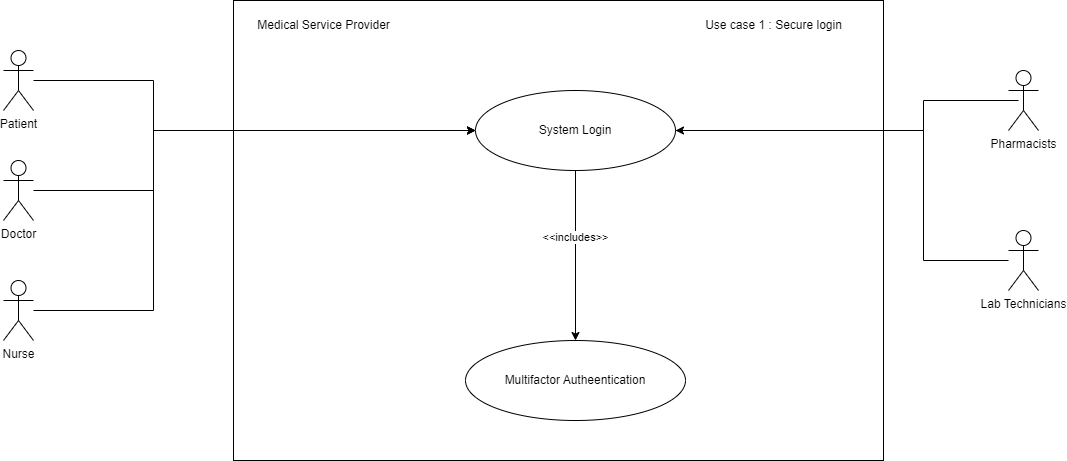 Medical Service Provider
Use case 1 : Secure login
Patient
System Login
Pharmacists
Doctor
<<includes>>
Lab Technicians
Nurse
Multifactor Autheentication